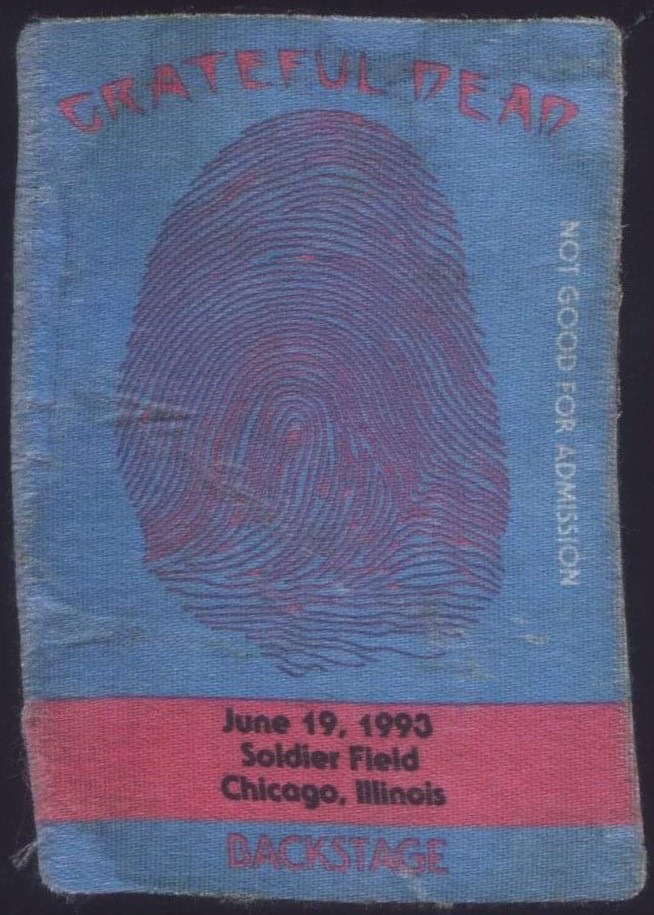 GRATEFUL DEAD
NOT GOOD FOR ADMISSION
June 19, 1993
Soldier Field
Chicago, Illinois
BACKSTAGE